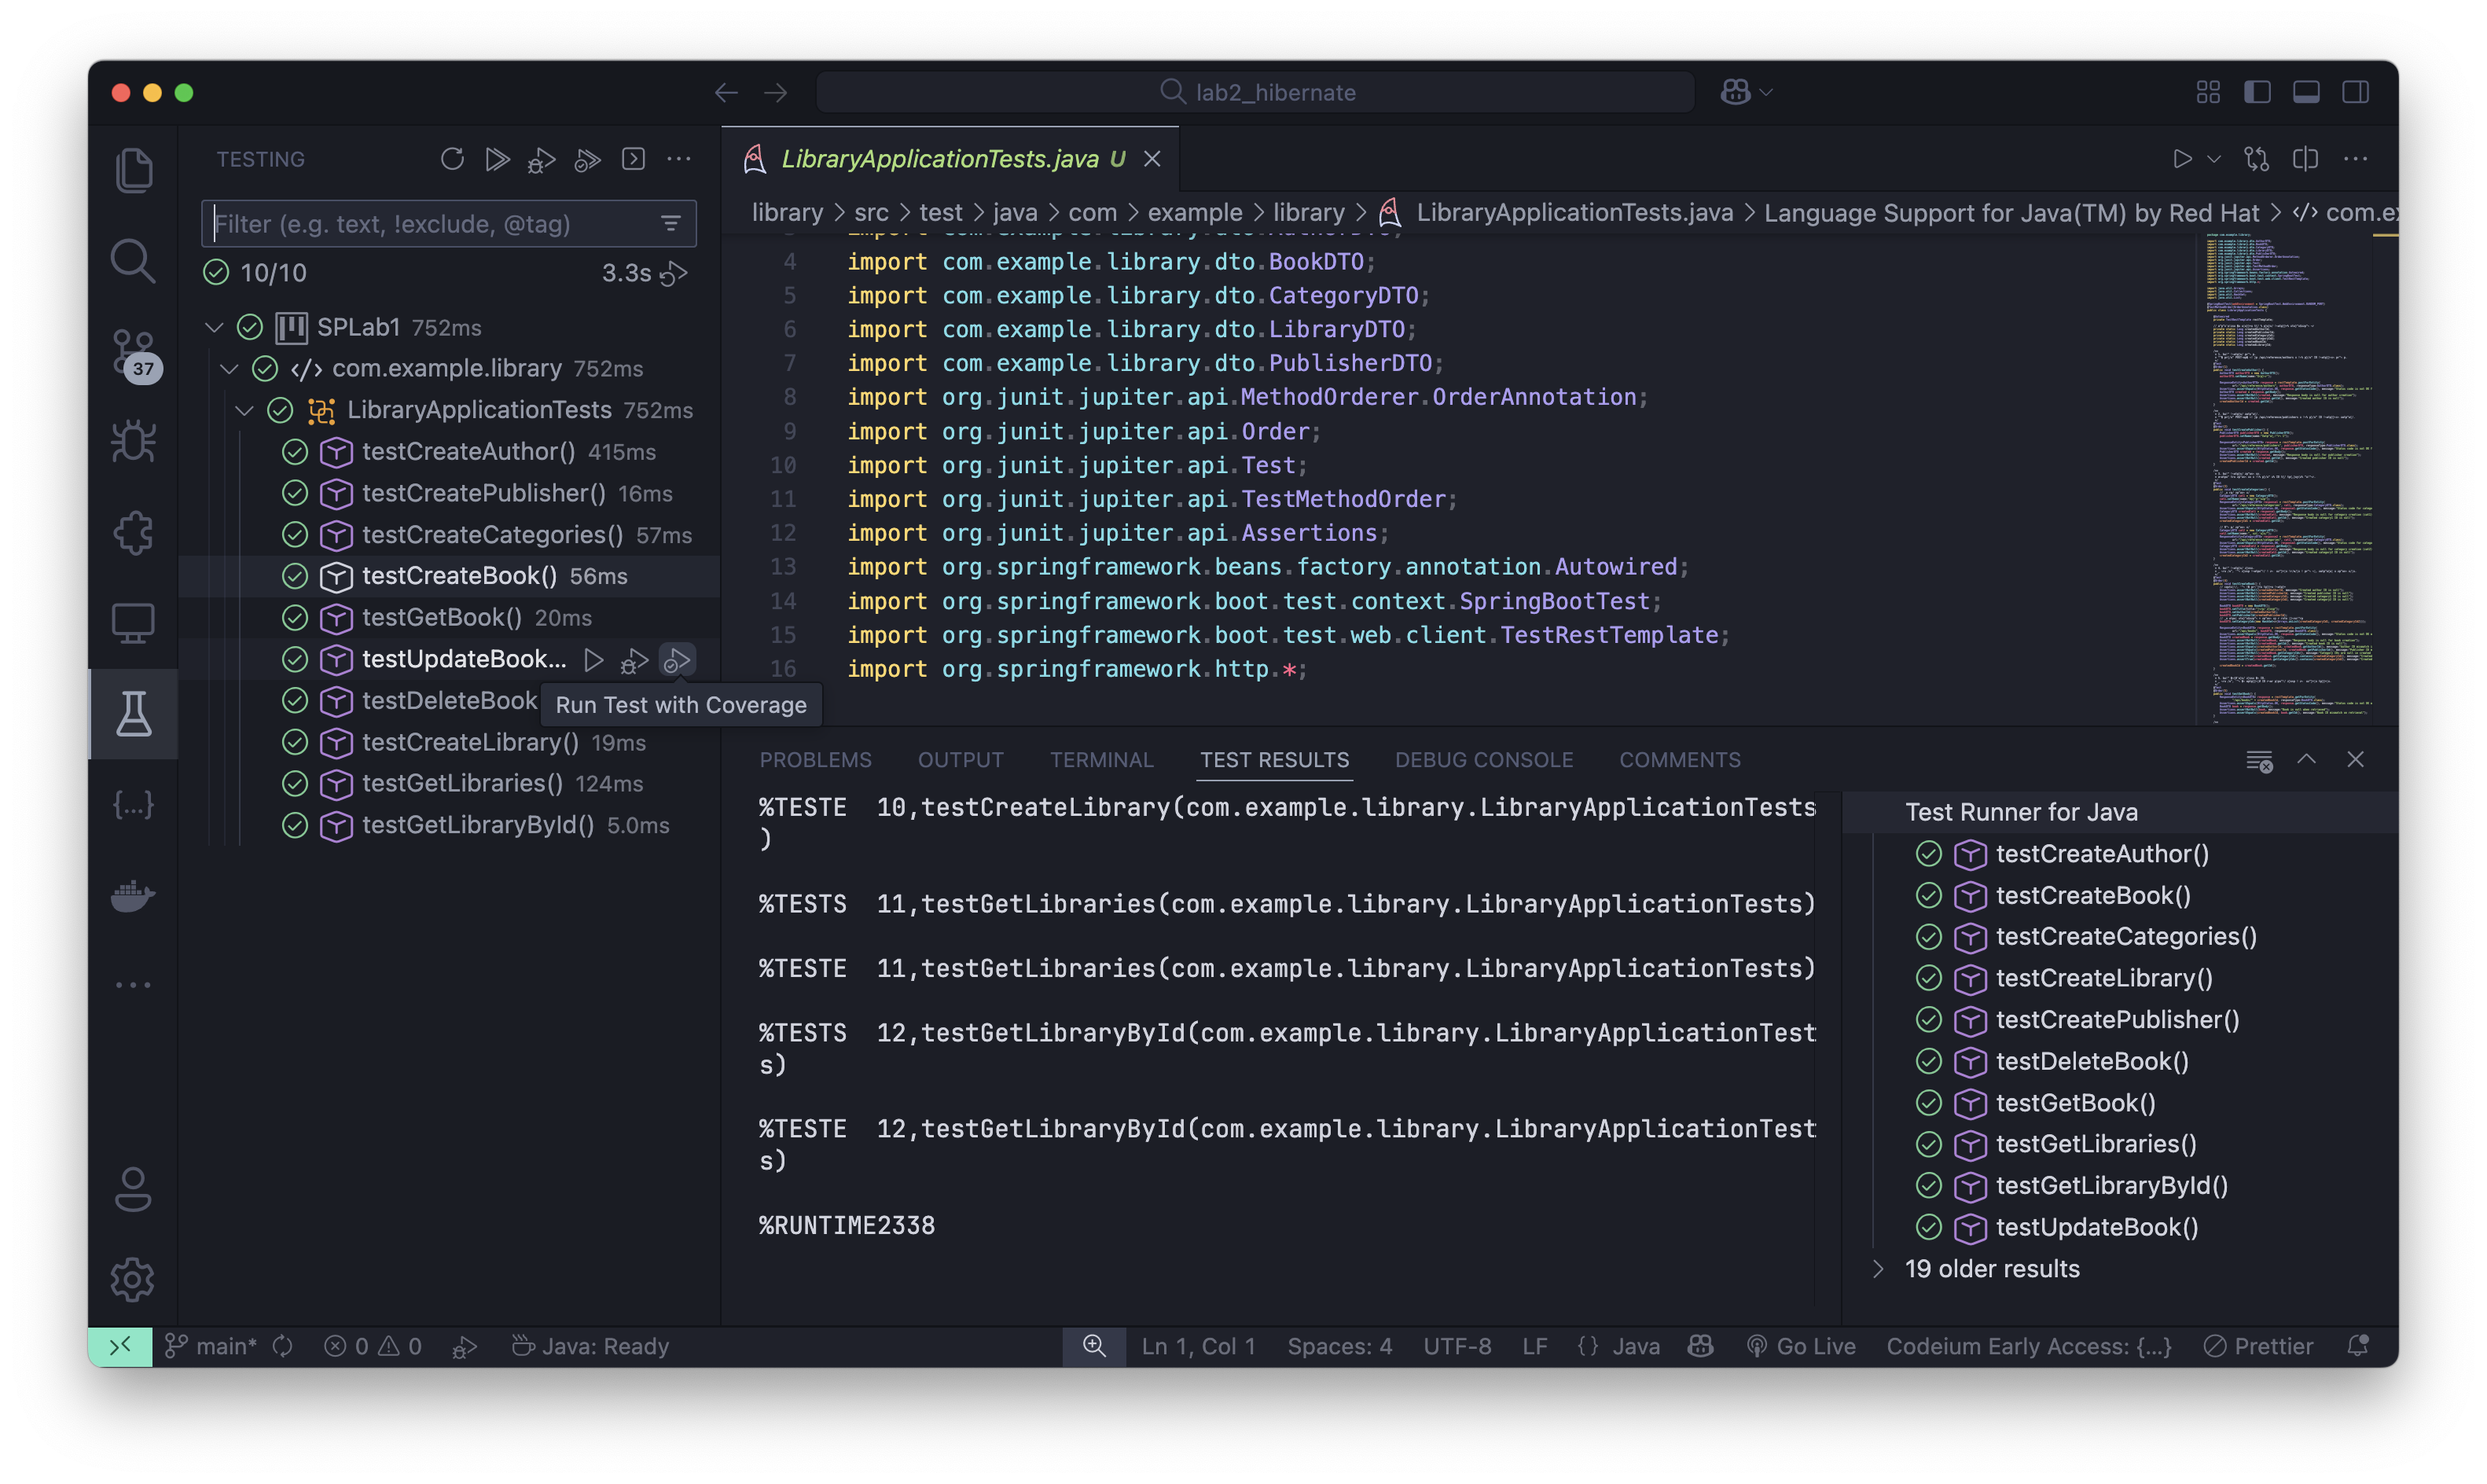 lab2_hibernate
TESTING
Filter (e.g. text, !exclude, @tag)
10/10 3.3s
SPLab1 752ms
com.example.library 752ms
LibraryApplicationTests 752ms
testCreateAuthor() 415ms
testCreatePublisher() 16ms
testCreateCategories() 57ms
testCreateBook() 56ms
testGetBook() 20ms
testUpdateBook...
testDeleteBook
Run Test with Coverage
testCreateLibrary() 19ms
testGetLibraries() 124ms
testGetLibraryById() 5.0ms
37
LibraryApplicationTests.java U
library > src > test > java > com > example > library > LibraryApplicationTests.java > Language Support for Java(TM) by Red Hat > </> com.ex
4 import com.example.library.dto.BookDTO;
5 import com.example.library.dto.CategoryDTO;
6 import com.example.library.dto.LibraryDTO;
7 import com.example.library.dto.PublisherDTO;
8 import org.junit.jupiter.api.MethodOrderer.OrderAnnotation;
9 import org.junit.jupiter.api.Order;
10 import org.junit.jupiter.api.Test;
11 import org.junit.jupiter.api.TestMethodOrder;
12 import org.junit.jupiter.api.Assertions;
13 import org.springframework.beans.factory.annotation.Autowired;
14 import org.springframework.boot.test.context.SpringBootTest;
15 import org.springframework.boot.test.web.client.TestRestTemplate;
16 import org.springframework.http.*;
PROBLEMS OUTPUT TERMINAL TEST RESULTS DEBUG CONSOLE COMMENTS
%TESTE 10,testCreateLibrary(com.example.library.LibraryApplicationTests
)
%TESTS 11,testGetLibraries(com.example.library.LibraryApplicationTests)
%TESTE 11,testGetLibraries(com.example.library.LibraryApplicationTests)
%TESTS 12,testGetLibraryById(com.example.library.LibraryApplicationTest
s)
%TESTE 12,testGetLibraryById(com.example.library.LibraryApplicationTest
s)
%RUNTIME2338
Test Runner for Java
testCreateAuthor()
testCreateBook()
testCreateCategories()
testCreateLibrary()
testCreatePublisher()
testDeleteBook()
testGetBook()
testGetLibraries()
testGetLibraryById()
testUpdateBook()
19 older results
main* 0 0 Java: Ready Ln 1, Col 1 Spaces: 4 UTF-8 LF {} Java Go Live Codeium Early Access: {...} Prettier